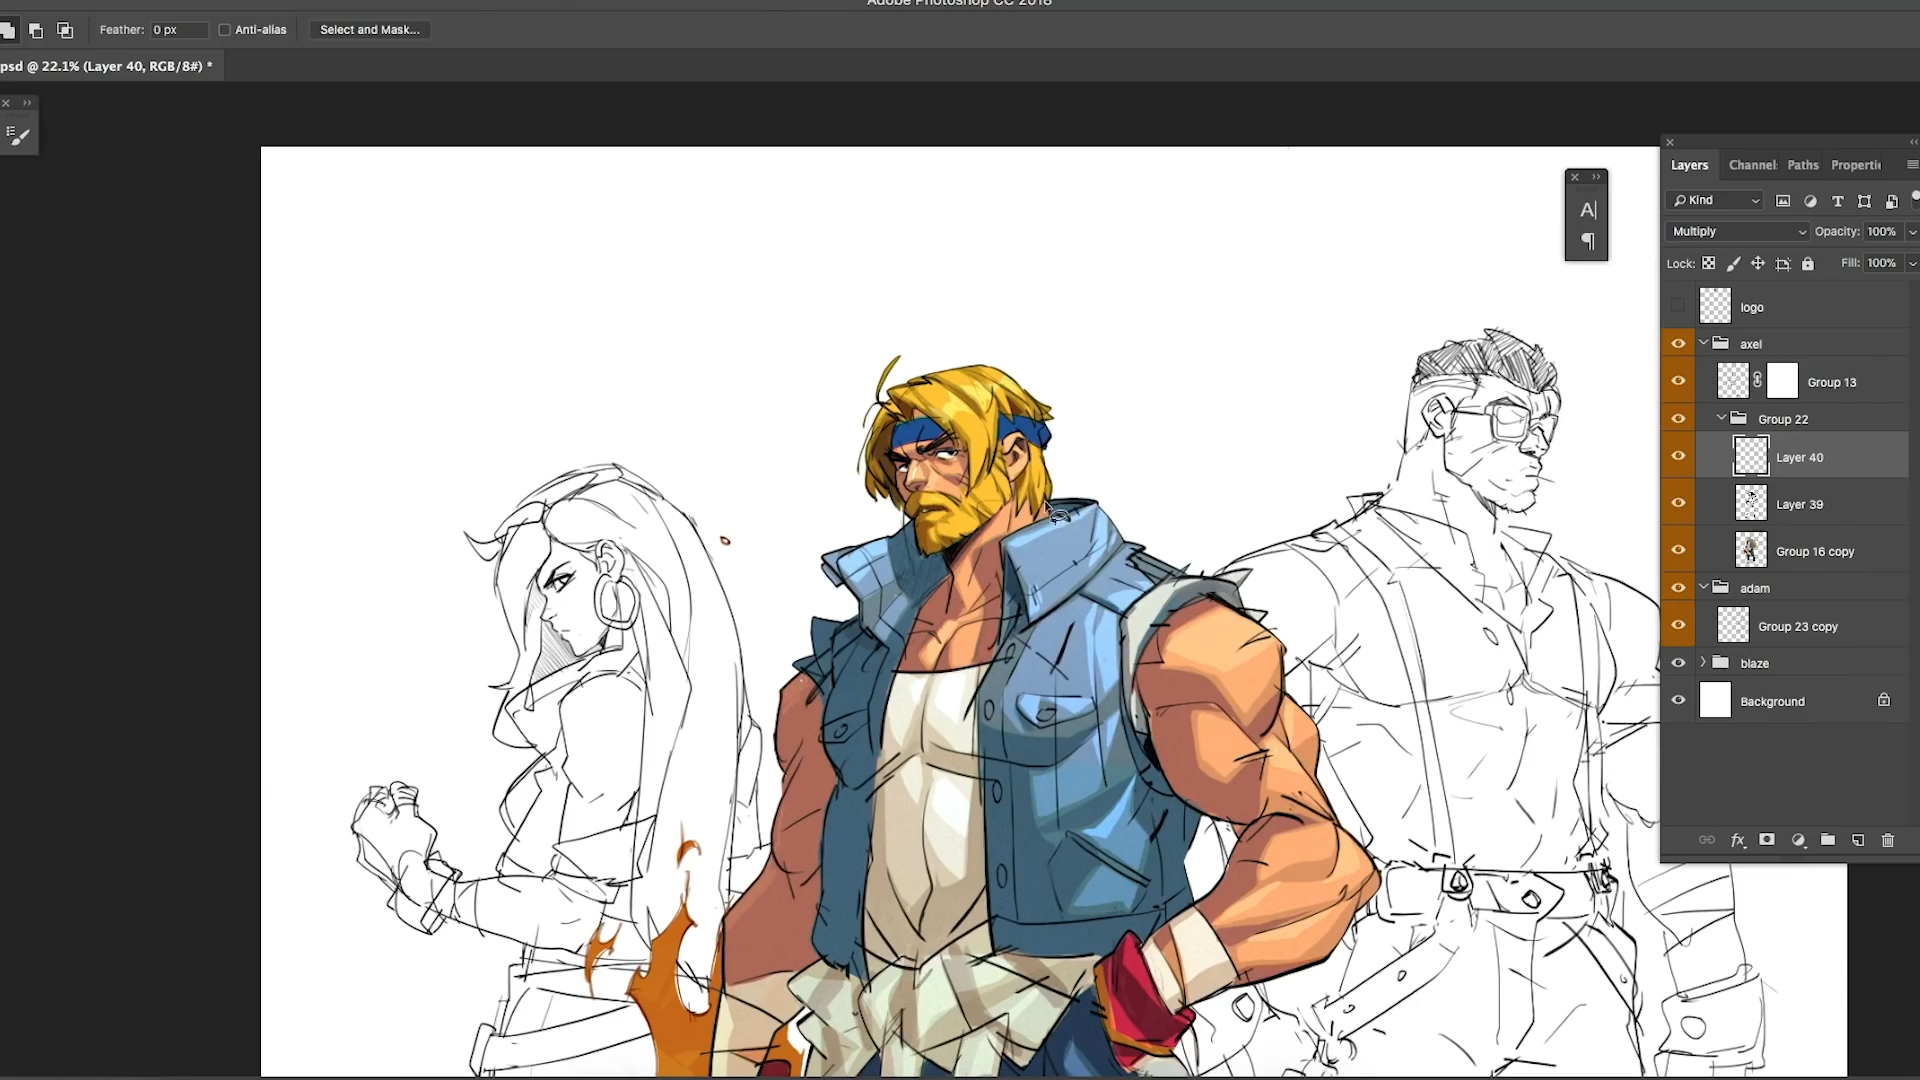 Adobe Photoshop CC 2018
Feather: 0 px
Anti-alias
Select and Mask...
psd @ 22.1% (Layer 40, RGB/8#) *
Layers
Channel
Paths
Properti
Kind
Multiply
Opacity: 100%
Lock:
Fill: 100%
logo
axel
Group 13
Group 22
Layer 40
Layer 39
Group 16 copy
adam
Group 23 copy
blaze
Background